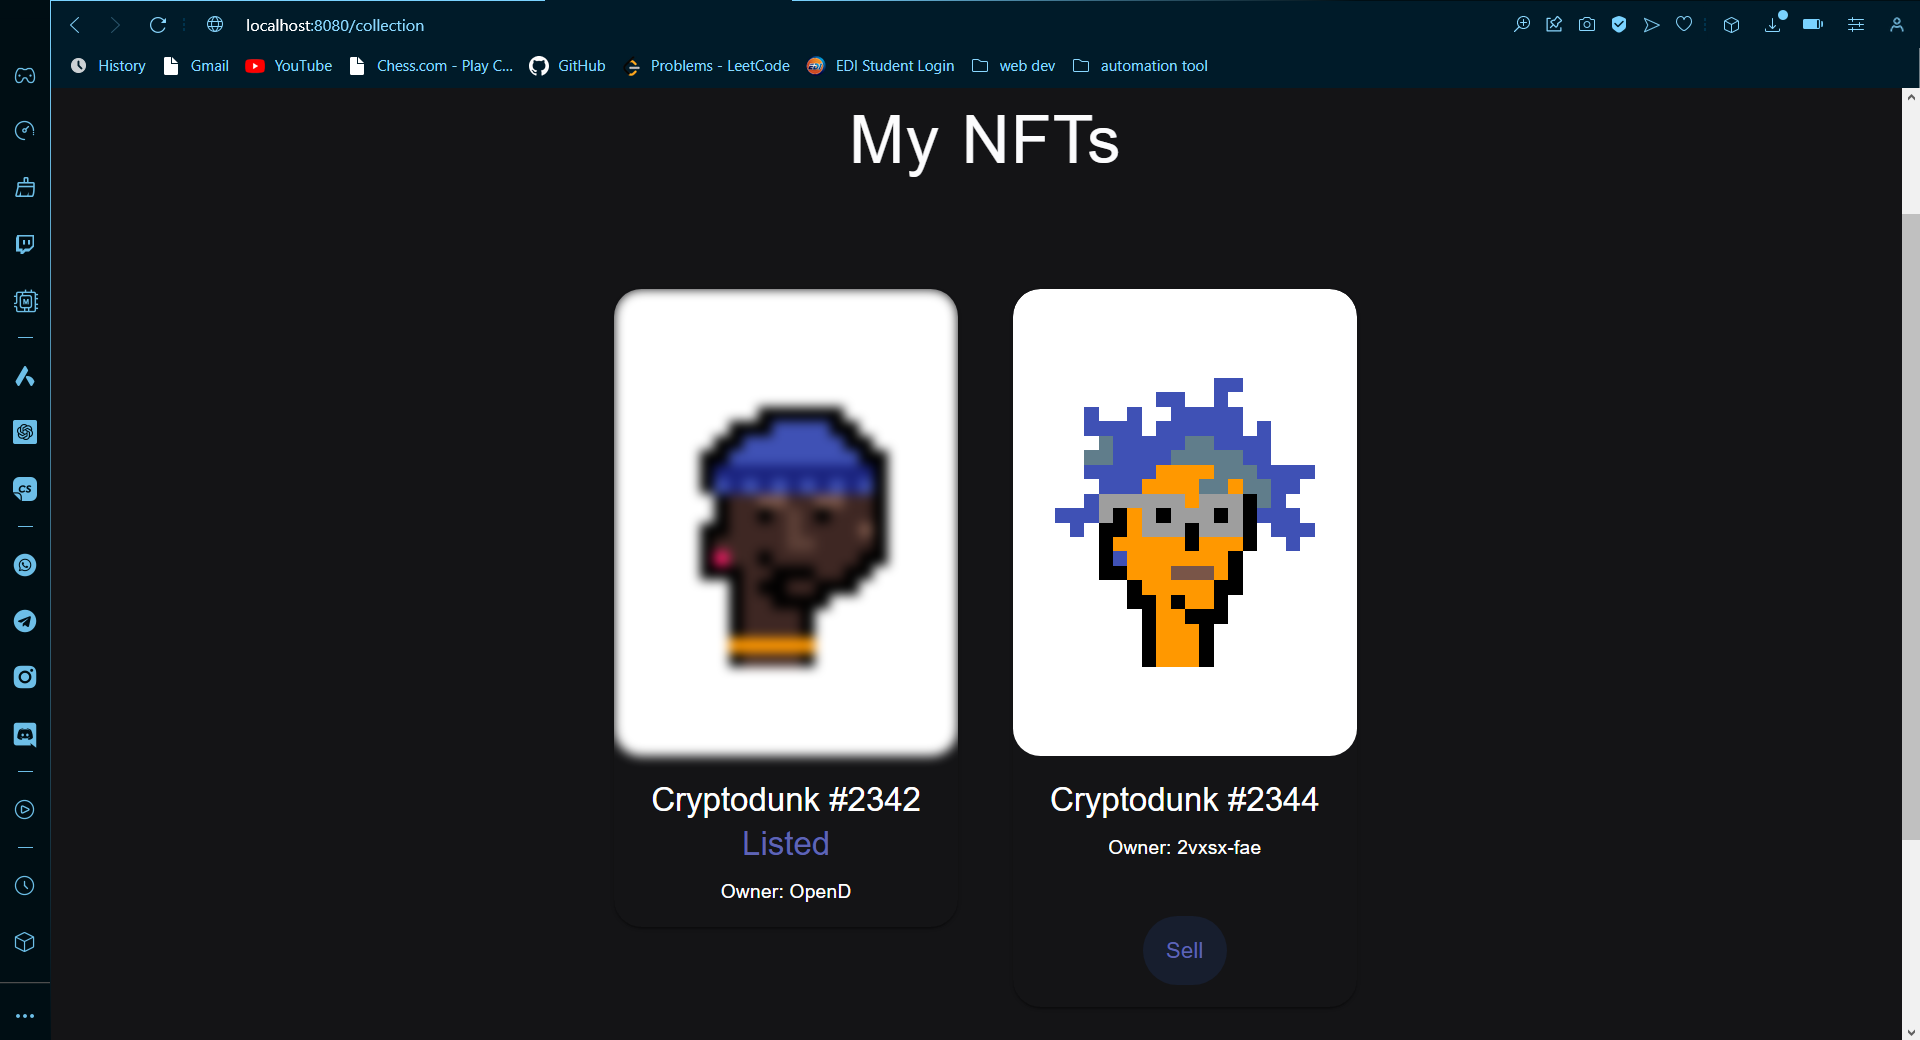 localhost:8080/collection
History Gmail YouTube Chess.com - Play C... GitHub Problems - LeetCode EDI Student Login web dev automation tool
My NFTs
Cryptodunk #2342
Listed
Owner: OpenD
Cryptodunk #2344
Owner: 2vxsx-fae
Sell